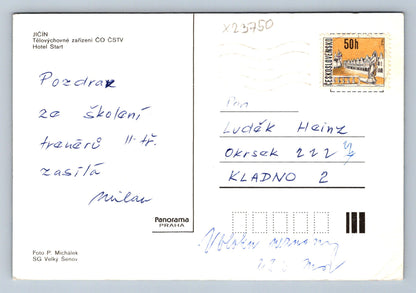 JIČÍN
Tělovýchovné zařízení ČO ČSTV
Hotel Start
x23750
50h
ČESKOSLOVENSKO
Pozdrav
ze školení
trenérů II. tř.
zasílá
Milan
Pan
Luděk Heinz
Okrsek 222
KLADNO 2
Panorama
PRAHA
Foto P. Michálek
SG Velký Šenov